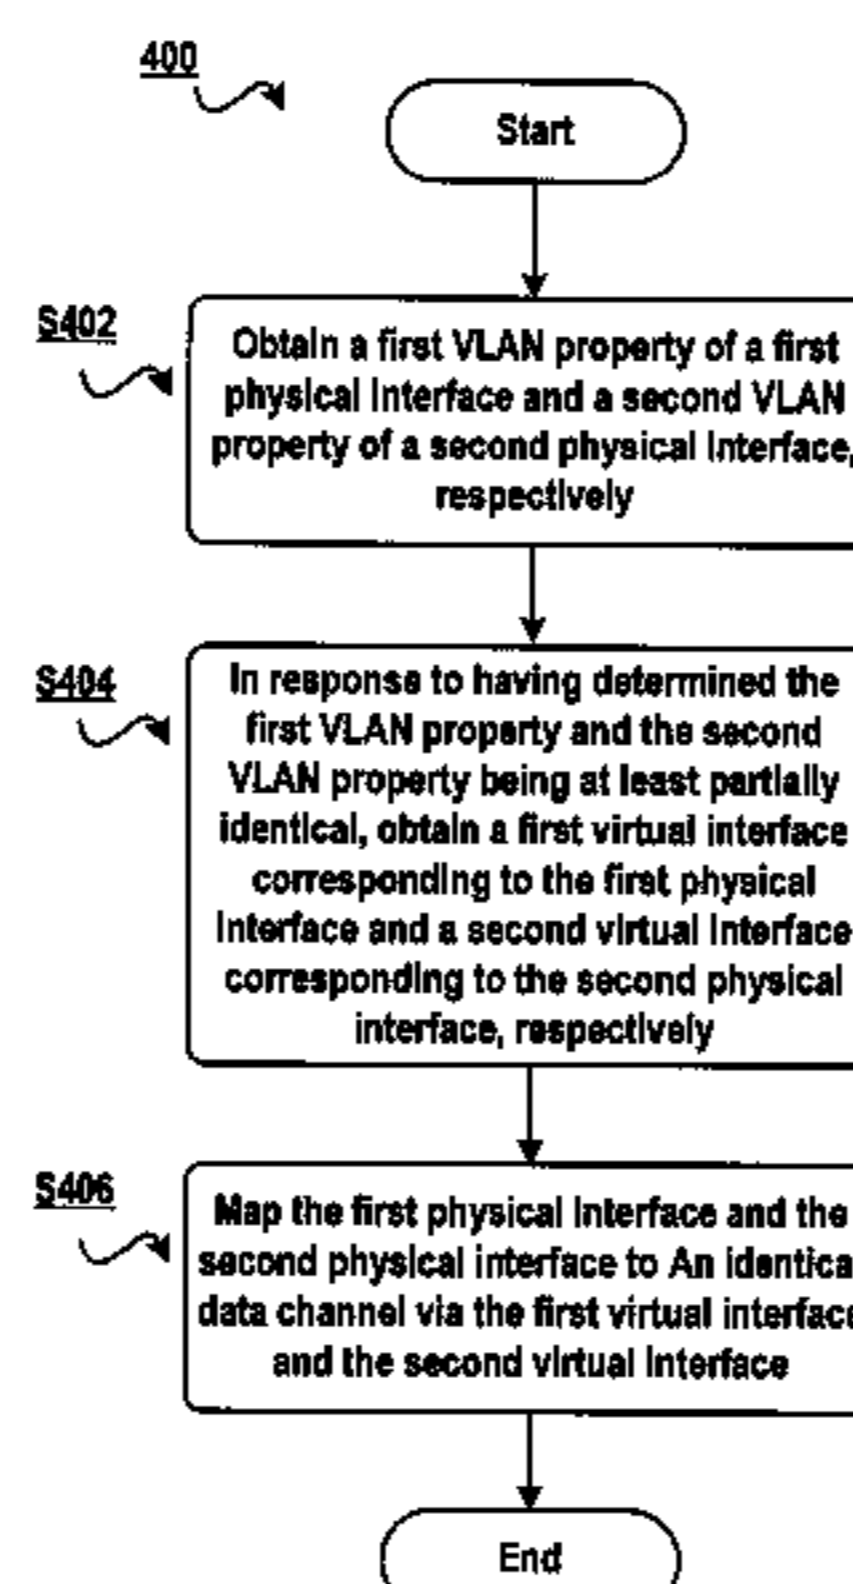 400
Start
S402
Obtain a first VLAN property of a first
physical Interface and a second VLAN
property of a second physical Interface,
respectively
S404
In response to having determined the
first VLAN property and the second
VLAN property being at least partially
identical, obtain a first virtual interface
corresponding to the first physical
Interface and a second virtual Interface
corresponding to the second physical
interface, respectively
S406
Map the first physical Interface and the
second physical interface to An identica
data channel via the first virtual interface
and the second virtual Interface
End